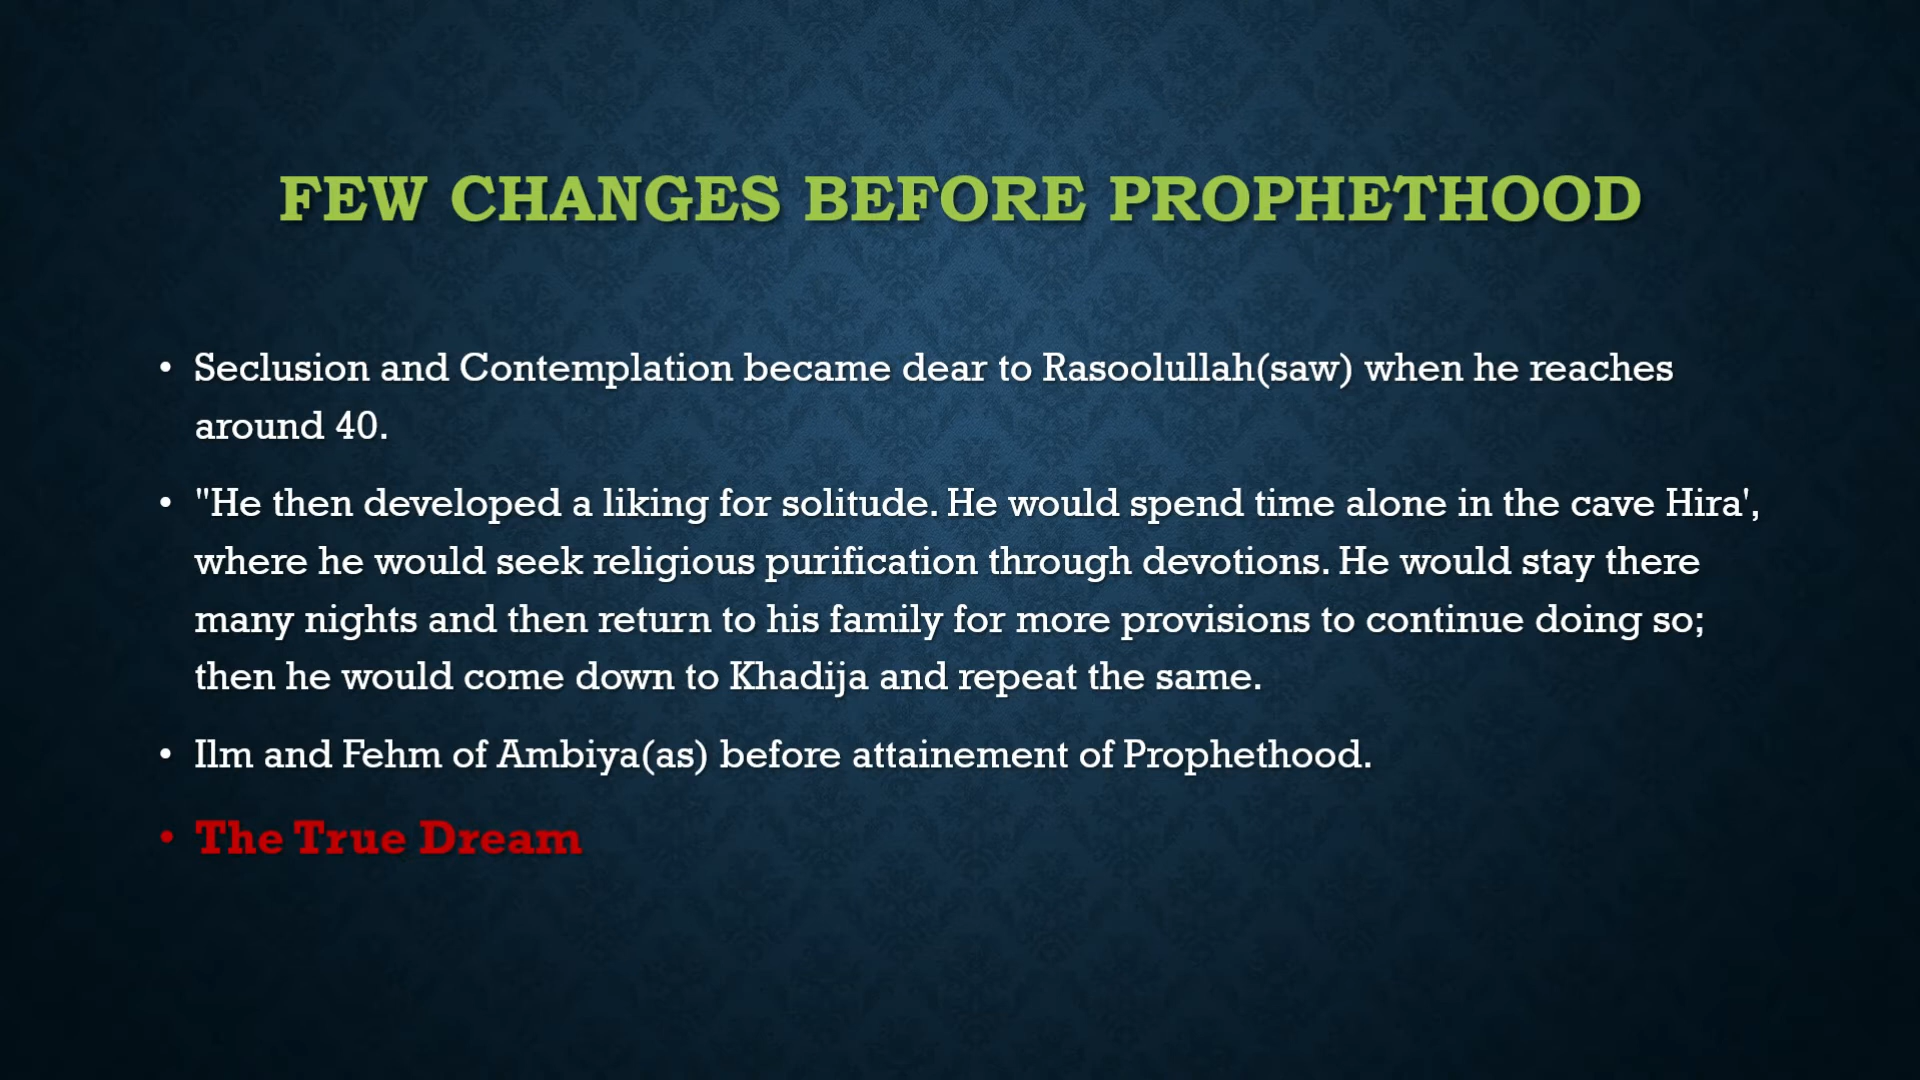 FEW CHANGES BEFORE PROPHETHOOD
• Seclusion and Contemplation became dear to Rasoolullah(saw) when he reaches
around 40.
• "He then developed a liking for solitude. He would spend time alone in the cave Hira',
where he would seek religious purification through devotions. He would stay there
many nights and then return to his family for more provisions to continue doing so;
then he would come down to Khadija and repeat the same.
• Ilm and Fehm of Ambiya(as) before attainement of Prophethood.
• The True Dream